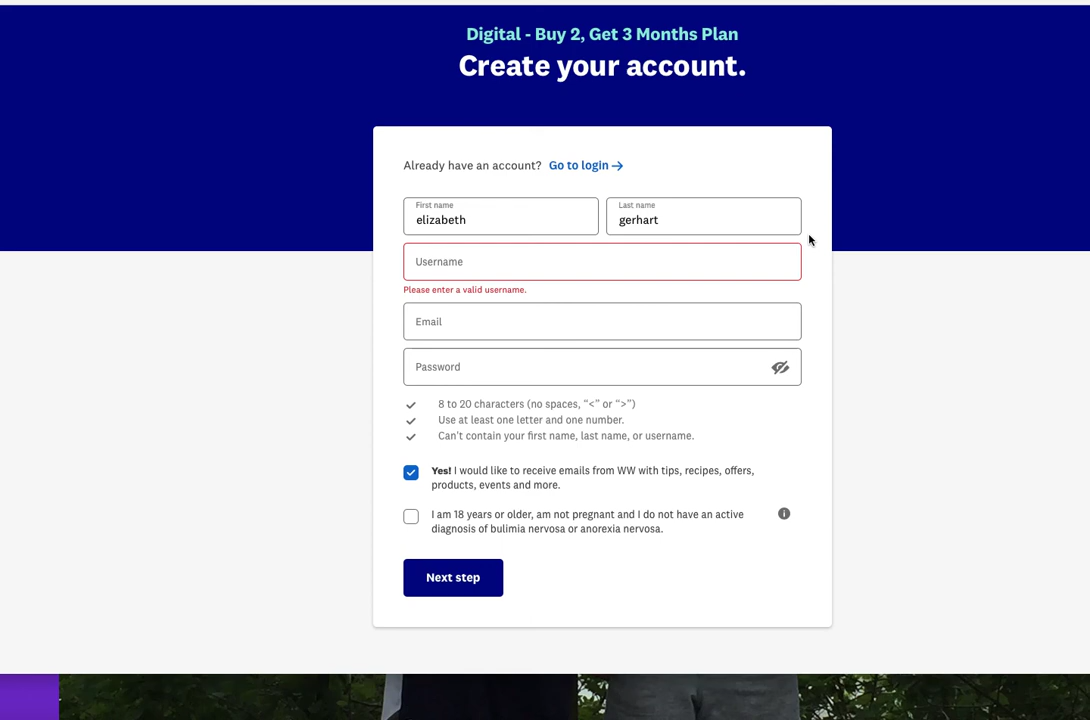 Digital - Buy 2, Get 3 Months Plan
Create your account.
Already have an account? Go to login →
First name
elizabeth
Last name
gerhart
Username
Please enter a valid username.
Email
Password
8 to 20 characters (no spaces, “<” or “>”)
Use at least one letter and one number.
Can't contain your first name, last name, or username.
Yes! I would like to receive emails from WW with tips, recipes, offers,
products, events and more.
I am 18 years or older, am not pregnant and I do not have an active
diagnosis of bulimia nervosa or anorexia nervosa.
Next step